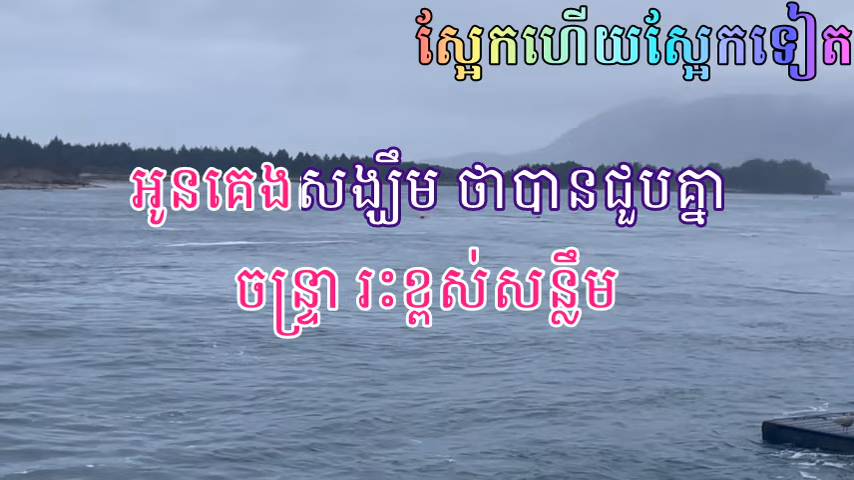 ស្អែកហើយស្អែកទៀត
អូនគេងសង្ឃឹម ថាបានជួបគ្នា
ចន្ទ្រា រះខ្ពស់សន្លឹម